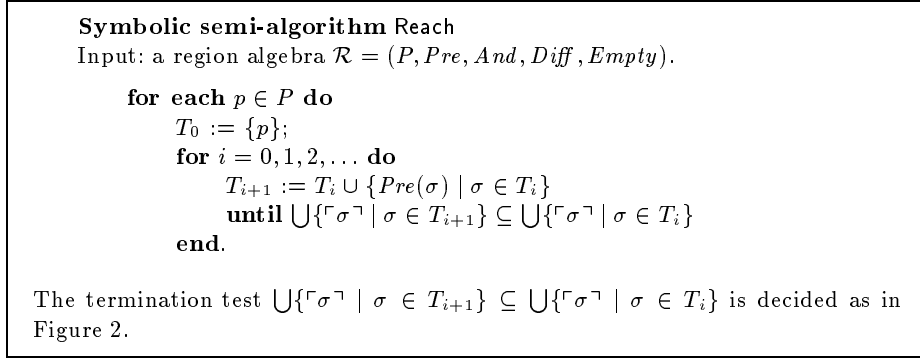 Symbolic semi-algorithm Reach
Input: a region algebra ℛ = (P, Pre, And, Diff, Empty).
for each p ∈ P do
T₀ := {p};
for i = 0, 1, 2, … do
Tᵢ₊₁ := Tᵢ ∪ {Pre(σ) | σ ∈ Tᵢ}
until ⋃{⌜σ⌝ | σ ∈ Tᵢ₊₁} ⊆ ⋃{⌜σ⌝ | σ ∈ Tᵢ}
end.
The termination test ⋃{⌜σ⌝ | σ ∈ Tᵢ₊₁} ⊆ ⋃{⌜σ⌝ | σ ∈ Tᵢ} is decided as in
Figure 2.